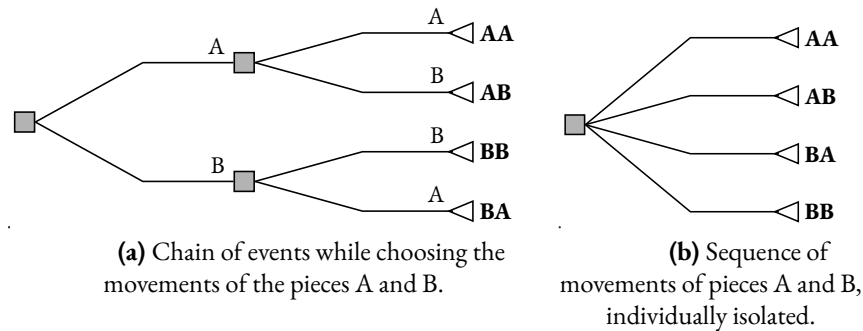 A
A
AA
B
AB
B
B
BB
A
BA
.
(a) Chain of events while choosing the
movements of the pieces A and B.
AA
AB
BA
BB
.
(b) Sequence of
movements of pieces A and B,
individually isolated.